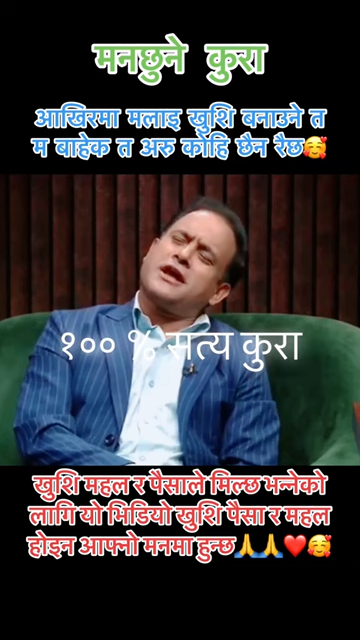 मनछुने कुरा
आखिरमा मलाइ खुशि बनाउने त
म बाहेक त अरु कोहि छैन रैछ🥰
१०० % सत्य कुरा
खुशि महल र पैसाले मिल्छ भन्नेको
लागि यो भिडियो खुशि पैसा र महल
होइन आफ्नो मनमा हुन्छ🙏🙏❤️🥰